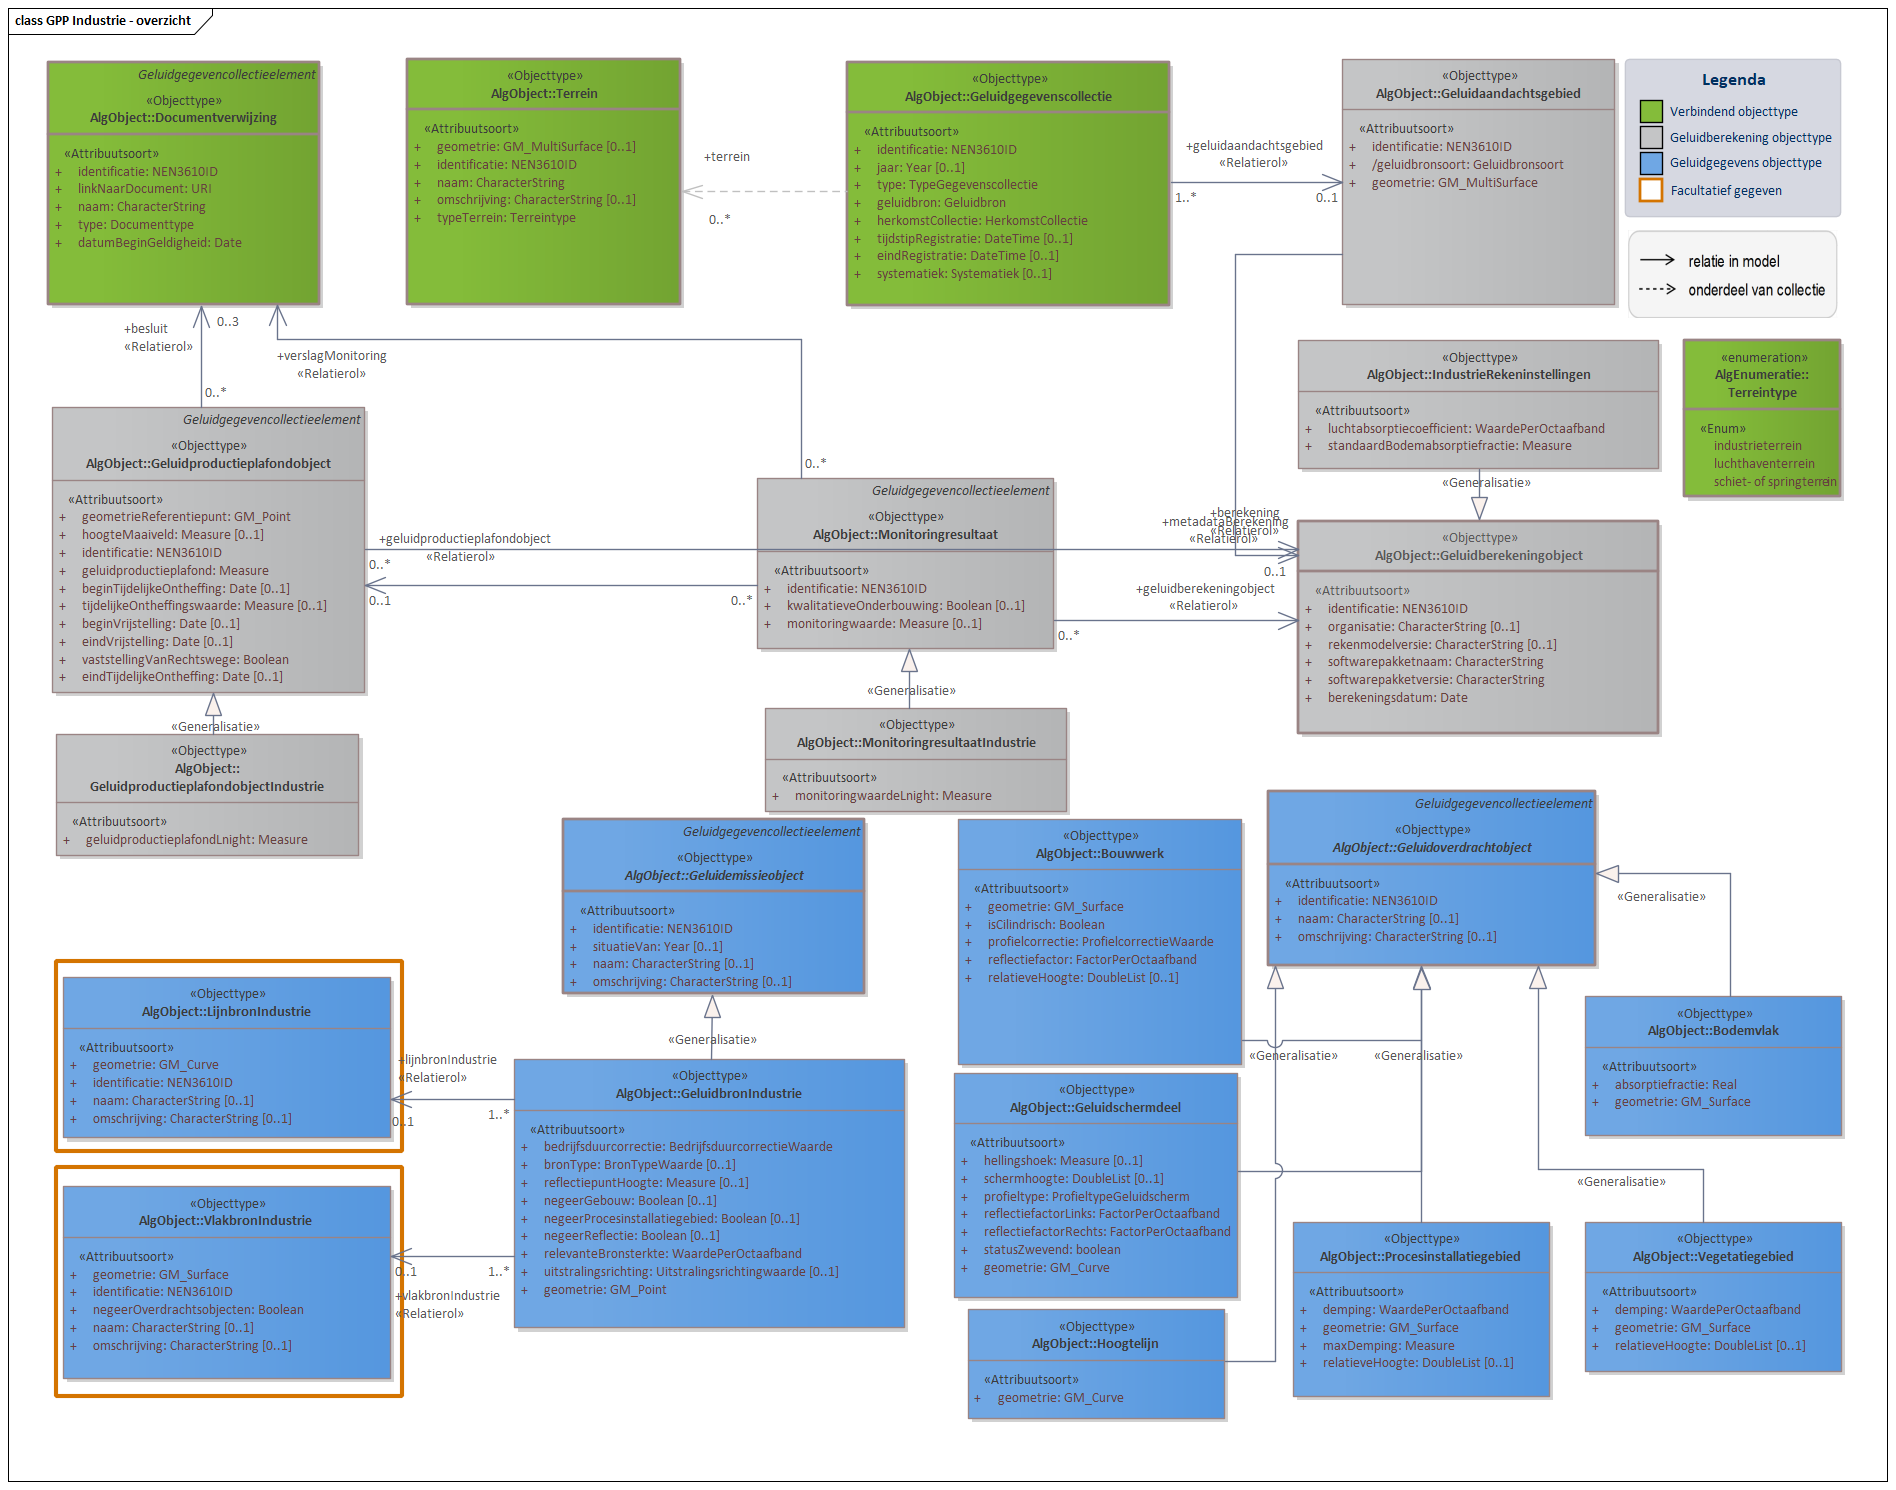 class GPP Industrie - overzicht
Geluidgegevencollectieelement
«Objecttype»
AlgObject::Documentverwijzing
«Attribuutsoort»
+ identificatie: NEN3610ID
+ linkNaarDocument: URI
+ naam: CharacterString
+ type: Documenttype
+ datumBeginGeldigheid: Date
«Objecttype»
AlgObject::Terrein
«Attribuutsoort»
+ geometrie: GM_MultiSurface [0..1]
+ identificatie: NEN3610ID
+ naam: CharacterString
+ omschrijving: CharacterString [0..1]
+ typeTerrein: Terreintype
+terrein
0..*
«Objecttype»
AlgObject::Geluidgegevenscollectie
«Attribuutsoort»
+ identificatie: NEN3610ID
+ jaar: Year [0..1]
+ type: TypeGegevenscollectie
+ geluidbron: Geluidbron
+ herkomstCollectie: HerkomstCollectie
+ tijdstipRegistratie: DateTime [0..1]
+ eindRegistratie: DateTime [0..1]
+ systematiek: Systematiek [0..1]
+geluidaandachtsgebied
«Relatierol»
1..*
0..1
«Objecttype»
AlgObject::Geluidaandachtsgebied
«Attribuutsoort»
+ identificatie: NEN3610ID
+ /geluidbronsoort: Geluidbronsoort
+ geometrie: GM_MultiSurface
Legenda
Verbindend objecttype
Geluidberekening objecttype
Geluidgegevens objecttype
Facultatief gegeven
relatie in model
onderdeel van collectie
+besluit
«Relatierol»
0..3
0..*
+verslagMonitoring
«Relatierol»
0..*
«Objecttype»
AlgObject::IndustrieRekeninstellingen
«Attribuutsoort»
+ luchtabsorptiecoefficient: WaardePerOctaafband
+ standaardBodemabsorptiefractie: Measure
«Generalisatie»
«enumeration»
AlgEnumeratie::
Terreintype
«Enum»
industrieterrein
luchthaventerrein
schiet- of springterrein
Geluidgegevencollectieelement
«Objecttype»
AlgObject::Geluidproductieplafondobject
«Attribuutsoort»
+ geometrieReferentiepunt: GM_Point
+ hoogteMaaiveld: Measure [0..1]
+ identificatie: NEN3610ID
+ geluidproductieplafond: Measure
+ beginTijdelijkeOntheffing: Date [0..1]
+ tijdelijkeOntheffingswaarde: Measure [0..1]
+ beginVrijstelling: Date [0..1]
+ eindVrijstelling: Date [0..1]
+ vaststellingVanRechtswege: Boolean
+ eindTijdelijkeOntheffing: Date [0..1]
+geluidproductieplafondobject
«Relatierol»
0..*
0..1
0..*
Geluidgegevencollectieelement
«Objecttype»
AlgObject::Monitoringresultaat
«Attribuutsoort»
+ identificatie: NEN3610ID
+ kwalitatieveOnderbouwing: Boolean [0..1]
+ monitoringwaarde: Measure [0..1]
+berekening
«Relatierol»
+metadataBerekening
«Relatierol»
0..1
+geluidberekeningobject
«Relatierol»
0..*
«Objecttype»
AlgObject::Geluidberekeningobject
«Attribuutsoort»
+ identificatie: NEN3610ID
+ organisatie: CharacterString [0..1]
+ rekenmodelversie: CharacterString [0..1]
+ softwarepakketnaam: CharacterString
+ softwarepakketversie: CharacterString
+ berekeningsdatum: Date
«Generalisatie»
«Objecttype»
AlgObject::
GeluidproductieplafondobjectIndustrie
«Attribuutsoort»
+ geluidproductieplafondLnight: Measure
«Generalisatie»
«Objecttype»
AlgObject::MonitoringresultaatIndustrie
«Attribuutsoort»
+ monitoringwaardeLnight: Measure
Geluidgegevencollectieelement
«Objecttype»
AlgObject::Geluidemissieobject
«Attribuutsoort»
+ identificatie: NEN3610ID
+ situatieVan: Year [0..1]
+ naam: CharacterString [0..1]
+ omschrijving: CharacterString [0..1]
«Generalisatie»
«Objecttype»
AlgObject::Bouwwerk
«Attribuutsoort»
+ geometrie: GM_Surface
+ isCilindrisch: Boolean
+ profielcorrectie: ProfielcorrectieWaarde
+ reflectiefactor: FactorPerOctaafband
+ relatieveHoogte: DoubleList [0..1]
Geluidgegevencollectieelement
«Objecttype»
AlgObject::Geluidoverdrachtobject
«Attribuutsoort»
+ identificatie: NEN3610ID
+ naam: CharacterString [0..1]
+ omschrijving: CharacterString [0..1]
«Generalisatie»
«Generalisatie»
«Generalisatie»
«Generalisatie»
«Objecttype»
AlgObject::Bodemvlak
«Attribuutsoort»
+ absorptiefractie: Real
+ geometrie: GM_Surface
«Objecttype»
AlgObject::LijnbronIndustrie
«Attribuutsoort»
+ geometrie: GM_Curve
+ identificatie: NEN3610ID
+ naam: CharacterString [0..1]
+ omschrijving: CharacterString [0..1]
+lijnbronIndustrie
«Relatierol»
0..1
1..*
«Objecttype»
AlgObject::VlakbronIndustrie
«Attribuutsoort»
+ geometrie: GM_Surface
+ identificatie: NEN3610ID
+ negeerOverdrachtsobjecten: Boolean
+ naam: CharacterString [0..1]
+ omschrijving: CharacterString [0..1]
0..1
1..*
+vlakbronIndustrie
«Relatierol»
«Objecttype»
AlgObject::GeluidbronIndustrie
«Attribuutsoort»
+ bedrijfsduurcorrectie: BedrijfsduurcorrectieWaarde
+ bronType: BronTypeWaarde [0..1]
+ reflectiepuntHoogte: Measure [0..1]
+ negeerGebouw: Boolean [0..1]
+ negeerProcesinstallatiegebied: Boolean [0..1]
+ negeerReflectie: Boolean [0..1]
+ relevanteBronsterkte: WaardePerOctaafband
+ uitstralingsrichting: Uitstralingsrichtingwaarde [0..1]
+ geometrie: GM_Point
«Objecttype»
AlgObject::Geluidschermdeel
«Attribuutsoort»
+ hellingshoek: Measure [0..1]
+ schermhoogte: DoubleList [0..1]
+ profieltype: ProfieltypeGeluidscherm
+ reflectiefactorLinks: FactorPerOctaafband
+ reflectiefactorRechts: FactorPerOctaafband
+ statusZwevend: boolean
+ geometrie: GM_Curve
«Objecttype»
AlgObject::Hoogtelijn
«Attribuutsoort»
+ geometrie: GM_Curve
«Objecttype»
AlgObject::Procesinstallatiegebied
«Attribuutsoort»
+ demping: WaardePerOctaafband
+ geometrie: GM_Surface
+ maxDemping: Measure
+ relatieveHoogte: DoubleList [0..1]
«Objecttype»
AlgObject::Vegetatiegebied
«Attribuutsoort»
+ demping: WaardePerOctaafband
+ geometrie: GM_Surface
+ relatieveHoogte: DoubleList [0..1]